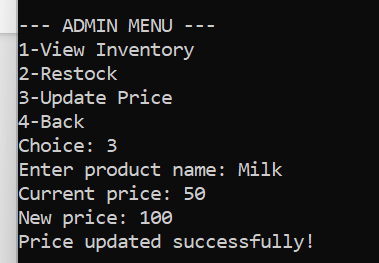 --- ADMIN MENU ---
1-View Inventory
2-Restock
3-Update Price
4-Back
Choice: 3
Enter product name: Milk
Current price: 50
New price: 100
Price updated successfully!